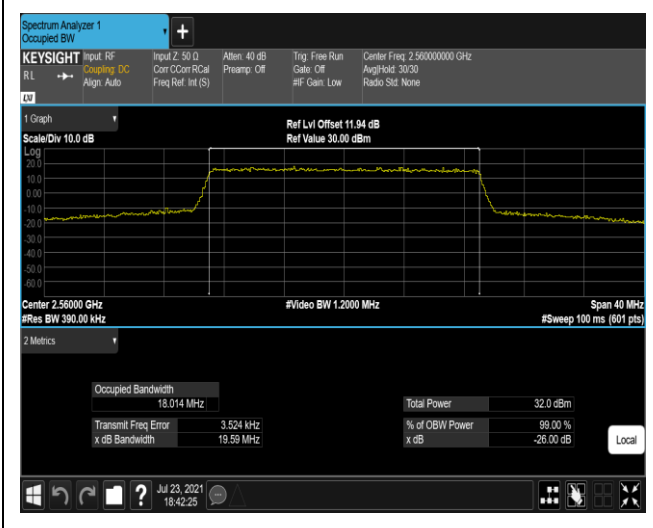 Spectrum Analyzer 1
Occupied BW
+
KEYSIGHT
RL
LXI
Input: RF
Coupling: DC
Align: Auto
Input Z: 50 Ω
Corr CCorr RCal
Freq Ref: Int (S)
Atten: 40 dB
Preamp: Off
Trig: Free Run
Gate: Off
#IF Gain: Low
Center Freq: 2.560000000 GHz
Avg|Hold: 30/30
Radio Std: None
1 Graph
Scale/Div 10.0 dB
Ref Lvl Offset 11.94 dB
Ref Value 30.00 dBm
Log
20.0
10.0
0.00
-10.0
-20.0
-30.0
-40.0
-50.0
-60.0
Center 2.56000 GHz
#Video BW 1.2000 MHz
Span 40 MHz
#Res BW 390.00 kHz
#Sweep 100 ms (601 pts)
2 Metrics
Occupied Bandwidth
18.014 MHz
Total Power 32.0 dBm
Transmit Freq Error 3.524 kHz
% of OBW Power 99.00 %
x dB Bandwidth 19.59 MHz
x dB -26.00 dB
Local
?
Jul 23, 2021
18:42:25